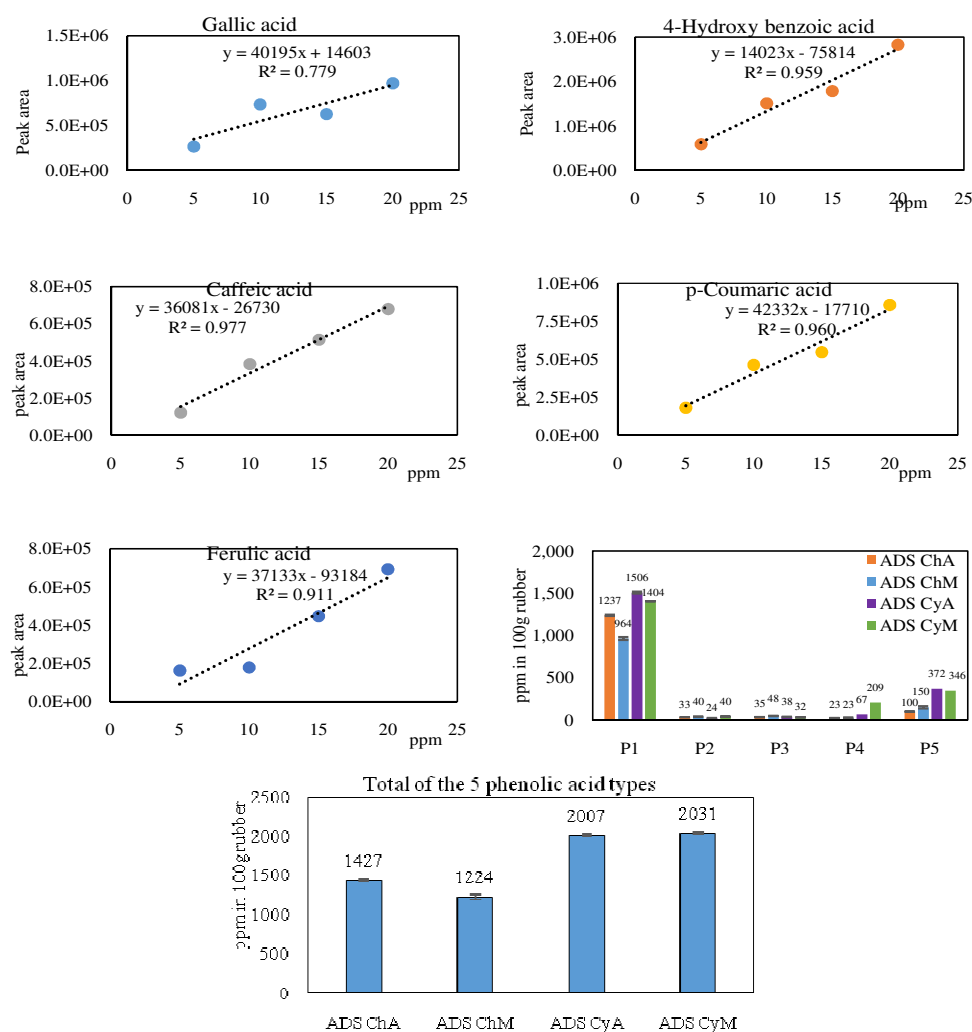 Gallic acid
y = 40195x + 14603
R² = 0.779
1.5E+06
1.0E+06
5.0E+05
0.0E+00
Peak area
0 5 10 15 20 25
ppm
4-Hydroxy benzoic acid
y = 14023x - 75814
R² = 0.959
3.0E+06
2.0E+06
1.0E+06
0.0E+00
Peak area
0 5 10 15 20 25
ppm
Caffeic acid
y = 36081x - 26730
R² = 0.977
8.0E+05
6.0E+05
4.0E+05
2.0E+05
0.0E+00
peak area
0 5 10 15 20 25
ppm
p-Coumaric acid
y = 42332x - 17710
R² = 0.960
1.0E+06
7.5E+05
5.0E+05
2.5E+05
0.0E+00
peak area
0 5 10 15 20 25
ppm
Ferulic acid
y = 37133x - 93184
R² = 0.911
8.0E+05
6.0E+05
4.0E+05
2.0E+05
0.0E+00
peak area
0 5 10 15 20 25
ppm
2,000
1,500
1,000
500
0
ppm in 100g rubber
ADS ChA
ADS ChM
ADS CyA
ADS CyM
1237 964 1506 1404
33 40 24 40
35 48 38 32
23 23 67 209
100 150 372 346
P1 P2 P3 P4 P5
Total of the 5 phenolic acid types
2500
2000
1500
1000
500
0
ppm in 100g rubber
1427 1224 2007 2031
ADS ChA ADS ChM ADS CyA ADS CyM